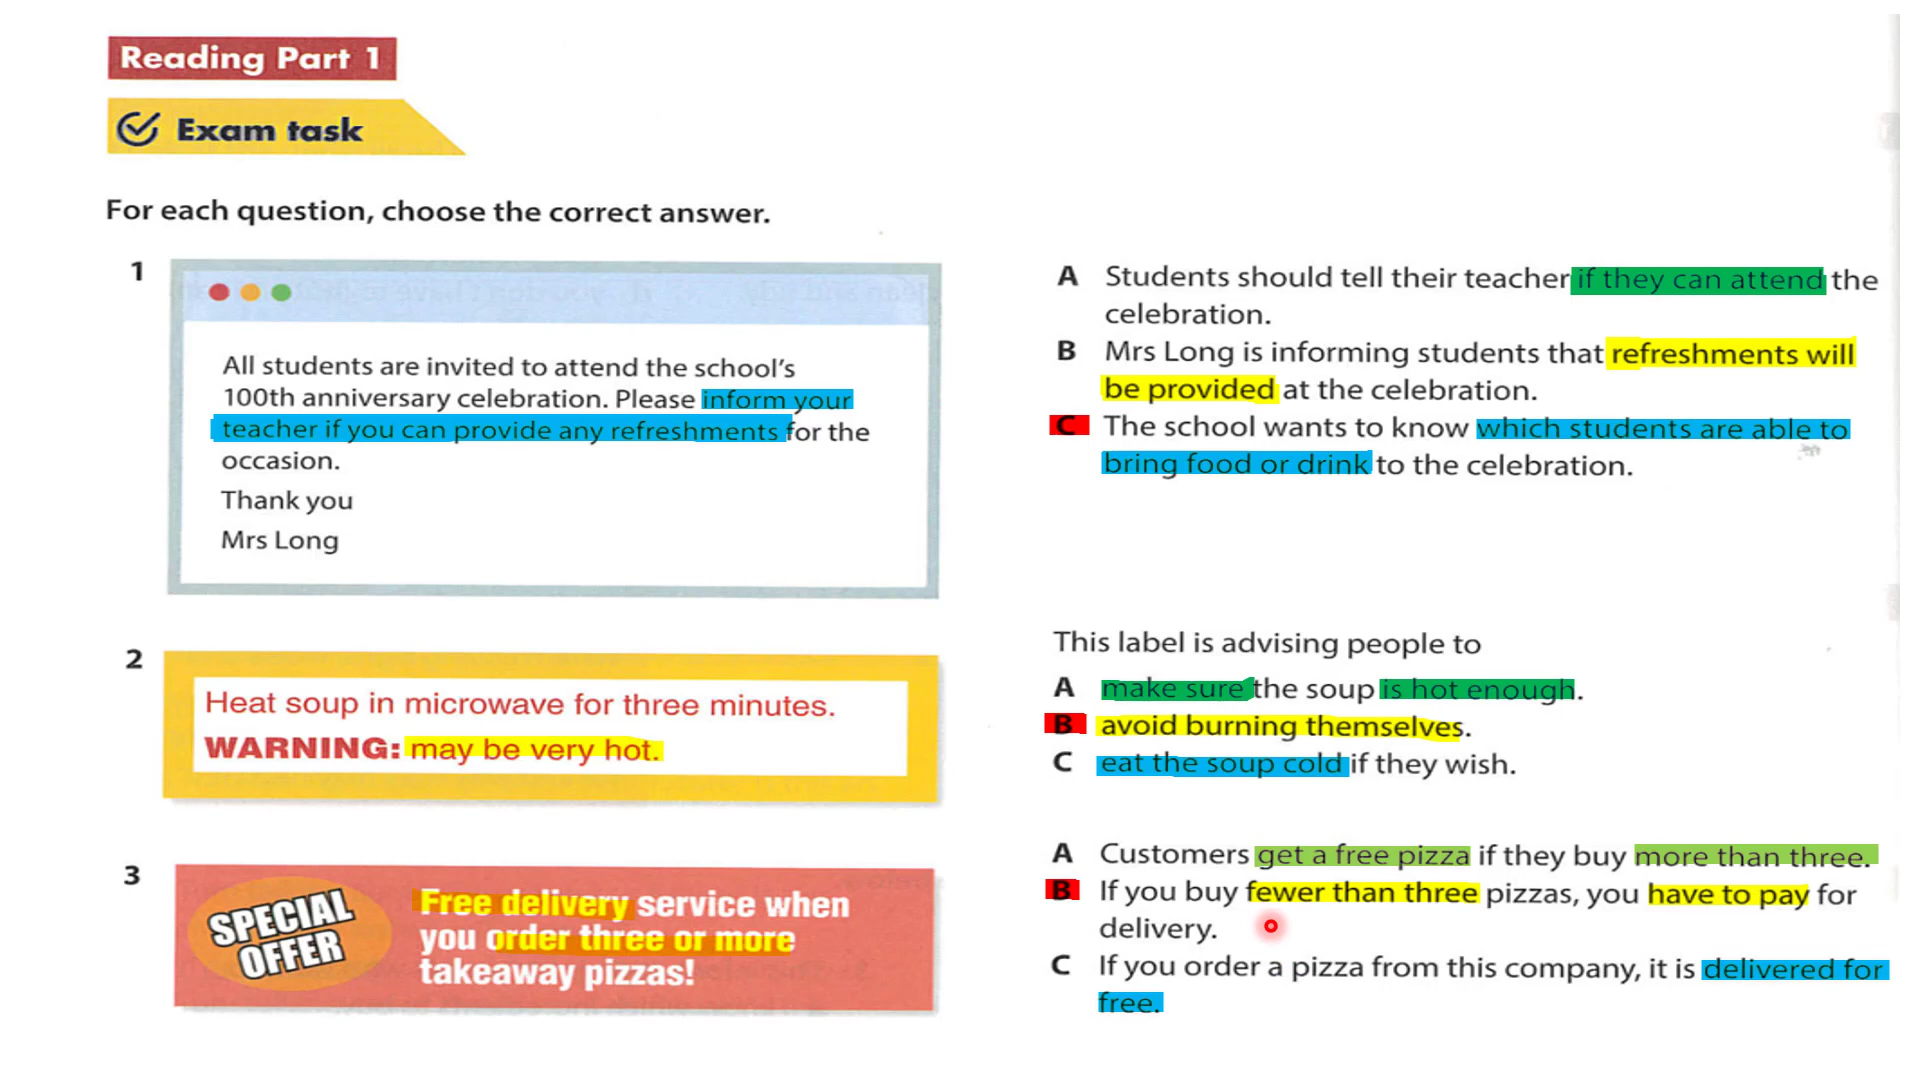 Reading Part 1
Exam task
For each question, choose the correct answer.
1
All students are invited to attend the school's
100th anniversary celebration. Please inform your
teacher if you can provide any refreshments for the
occasion.
Thank you
Mrs Long
A Students should tell their teacher if they can attend the
celebration.
B Mrs Long is informing students that refreshments will
be provided at the celebration.
C The school wants to know which students are able to
bring food or drink to the celebration.
2
Heat soup in microwave for three minutes.
WARNING: may be very hot.
This label is advising people to
A make sure the soup is hot enough.
B avoid burning themselves.
C eat the soup cold if they wish.
3
SPECIAL
OFFER
Free delivery service when
you order three or more
takeaway pizzas!
A Customers get a free pizza if they buy more than three.
B If you buy fewer than three pizzas, you have to pay for
delivery.
C If you order a pizza from this company, it is delivered for
free.